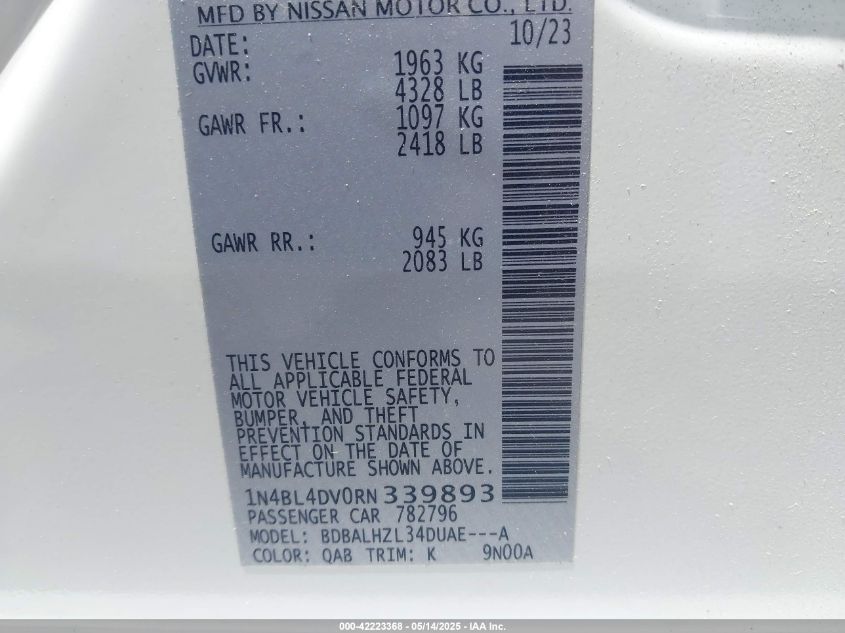 MFD BY NISSAN MOTOR CO., LTD.
DATE: 10/23
GVWR: 1963 KG
4328 LB
GAWR FR.: 1097 KG
2418 LB
GAWR RR.: 945 KG
2083 LB
THIS VEHICLE CONFORMS TO
ALL APPLICABLE FEDERAL
MOTOR VEHICLE SAFETY,
BUMPER, AND THEFT
PREVENTION STANDARDS IN
EFFECT ON THE DATE OF
MANUFACTURE SHOWN ABOVE.
1N4BL4DV0RN339893
PASSENGER CAR 782796
MODEL: BDBALHZL34DUAE---A
COLOR: QAB TRIM: K 9N00A
000-42223368 - 05/14/2025 - IAA Inc.